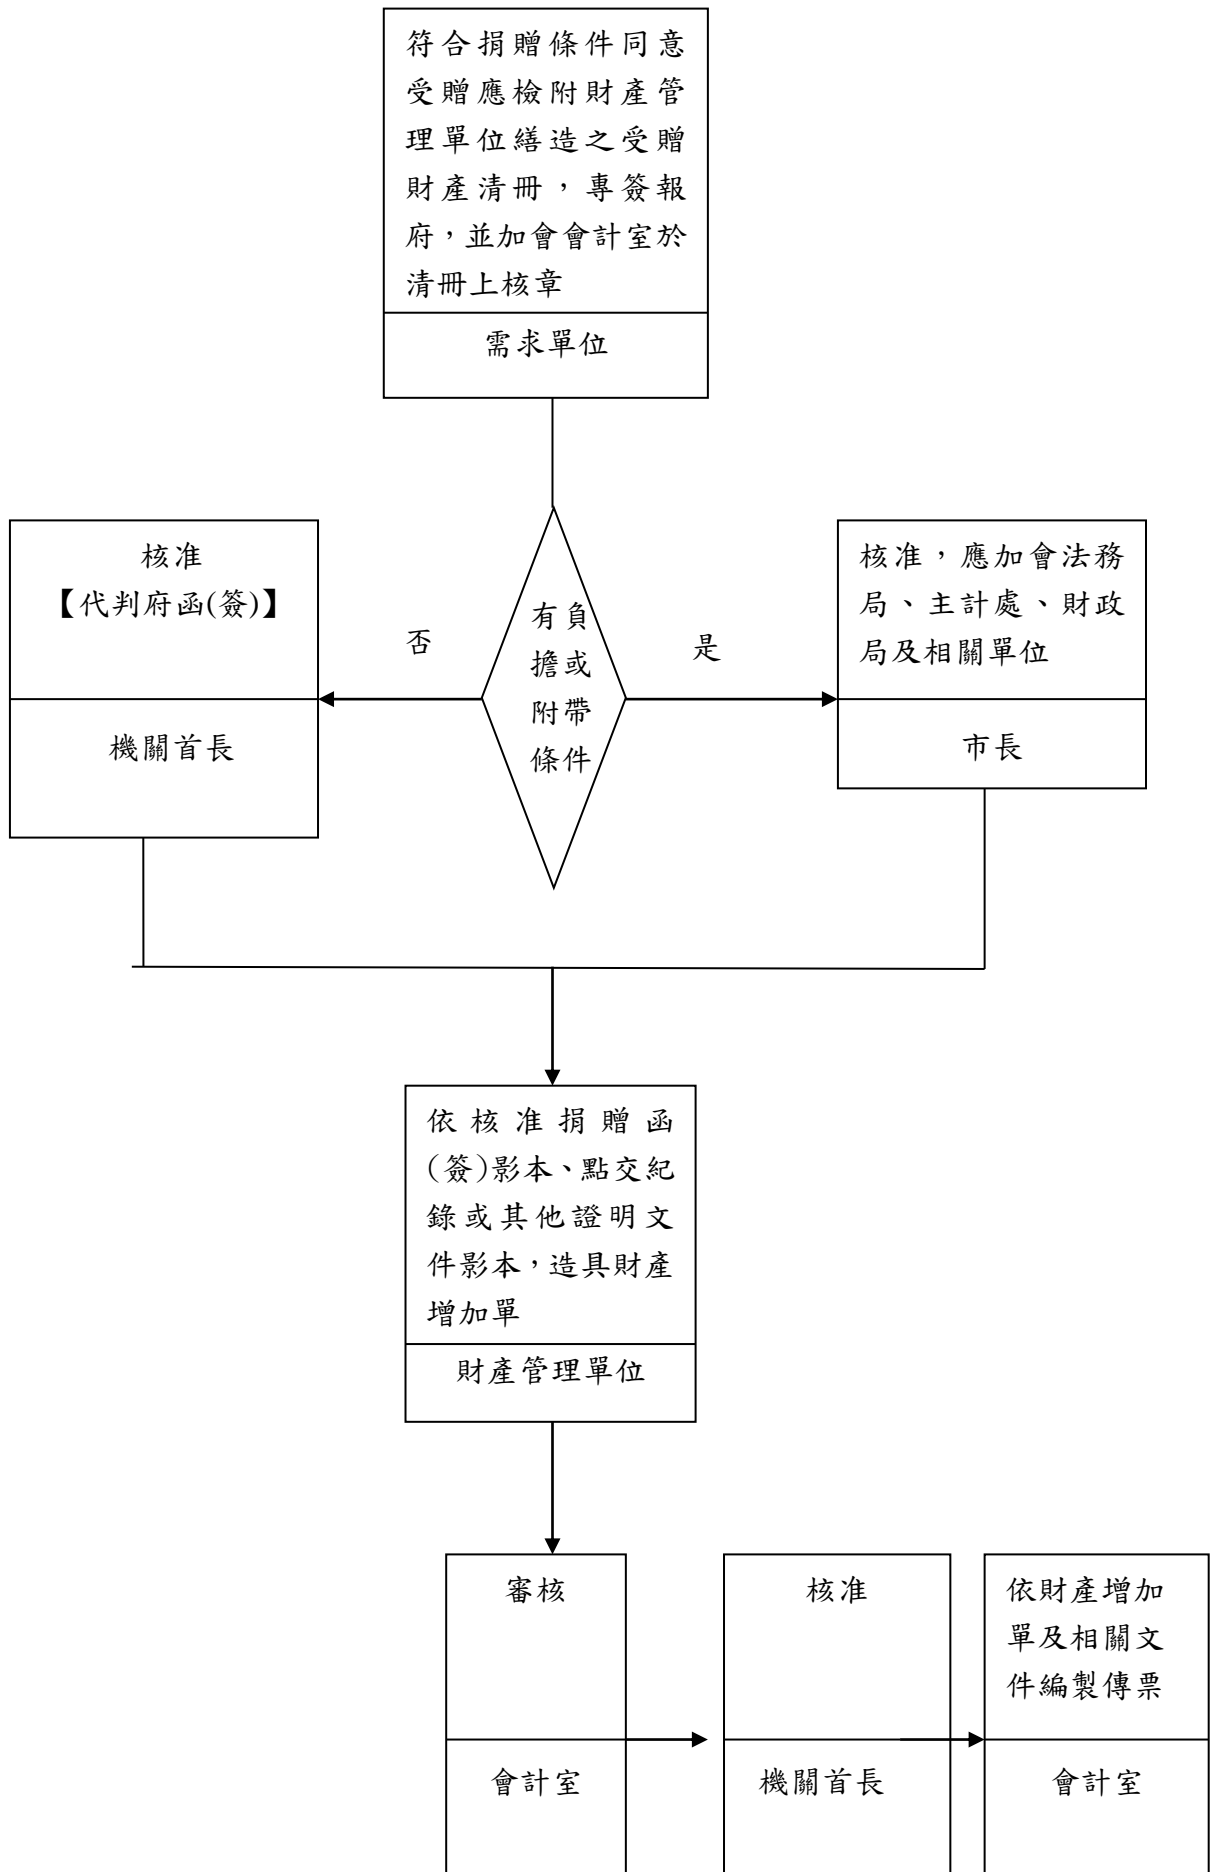 符合捐贈條件同意
受贈應檢附財產管
理單位繕造之受贈
財產清冊，專簽報
府，並加會會計室於
清冊上核章
需求單位
核准
【代判府函(簽)】
機關首長
否
有負
擔或
附帶
條件
是
核准，應加會法務
局、主計處、財政
局及相關單位
市長
依核准捐贈函
(簽)影本、點交紀
錄或其他證明文
件影本，造具財產
增加單
財產管理單位
審核
會計室
核准
機關首長
依財產增加
單及相關文
件編製傳票
會計室